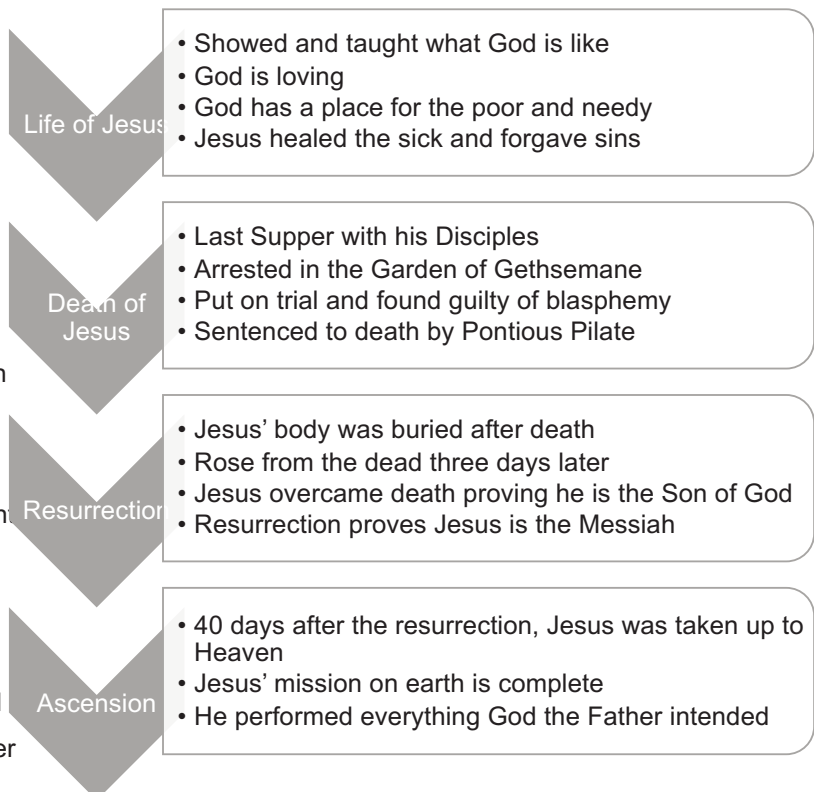 Life of Jesus
• Showed and taught what God is like
• God is loving
• God has a place for the poor and needy
• Jesus healed the sick and forgave sins
Death of
Jesus
• Last Supper with his Disciples
• Arrested in the Garden of Gethsemane
• Put on trial and found guilty of blasphemy
• Sentenced to death by Pontious Pilate
Resurrection
• Jesus’ body was buried after death
• Rose from the dead three days later
• Jesus overcame death proving he is the Son of God
• Resurrection proves Jesus is the Messiah
Ascension
• 40 days after the resurrection, Jesus was taken up to
Heaven
• Jesus’ mission on earth is complete
• He performed everything God the Father intended